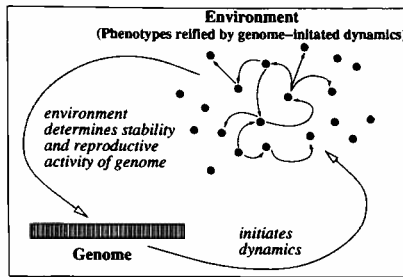 Environment
(Phenotypes reified by genome-initated dynamics)
environment
determines stability
and reproductive
activity of genome
Genome
initiates
dynamics